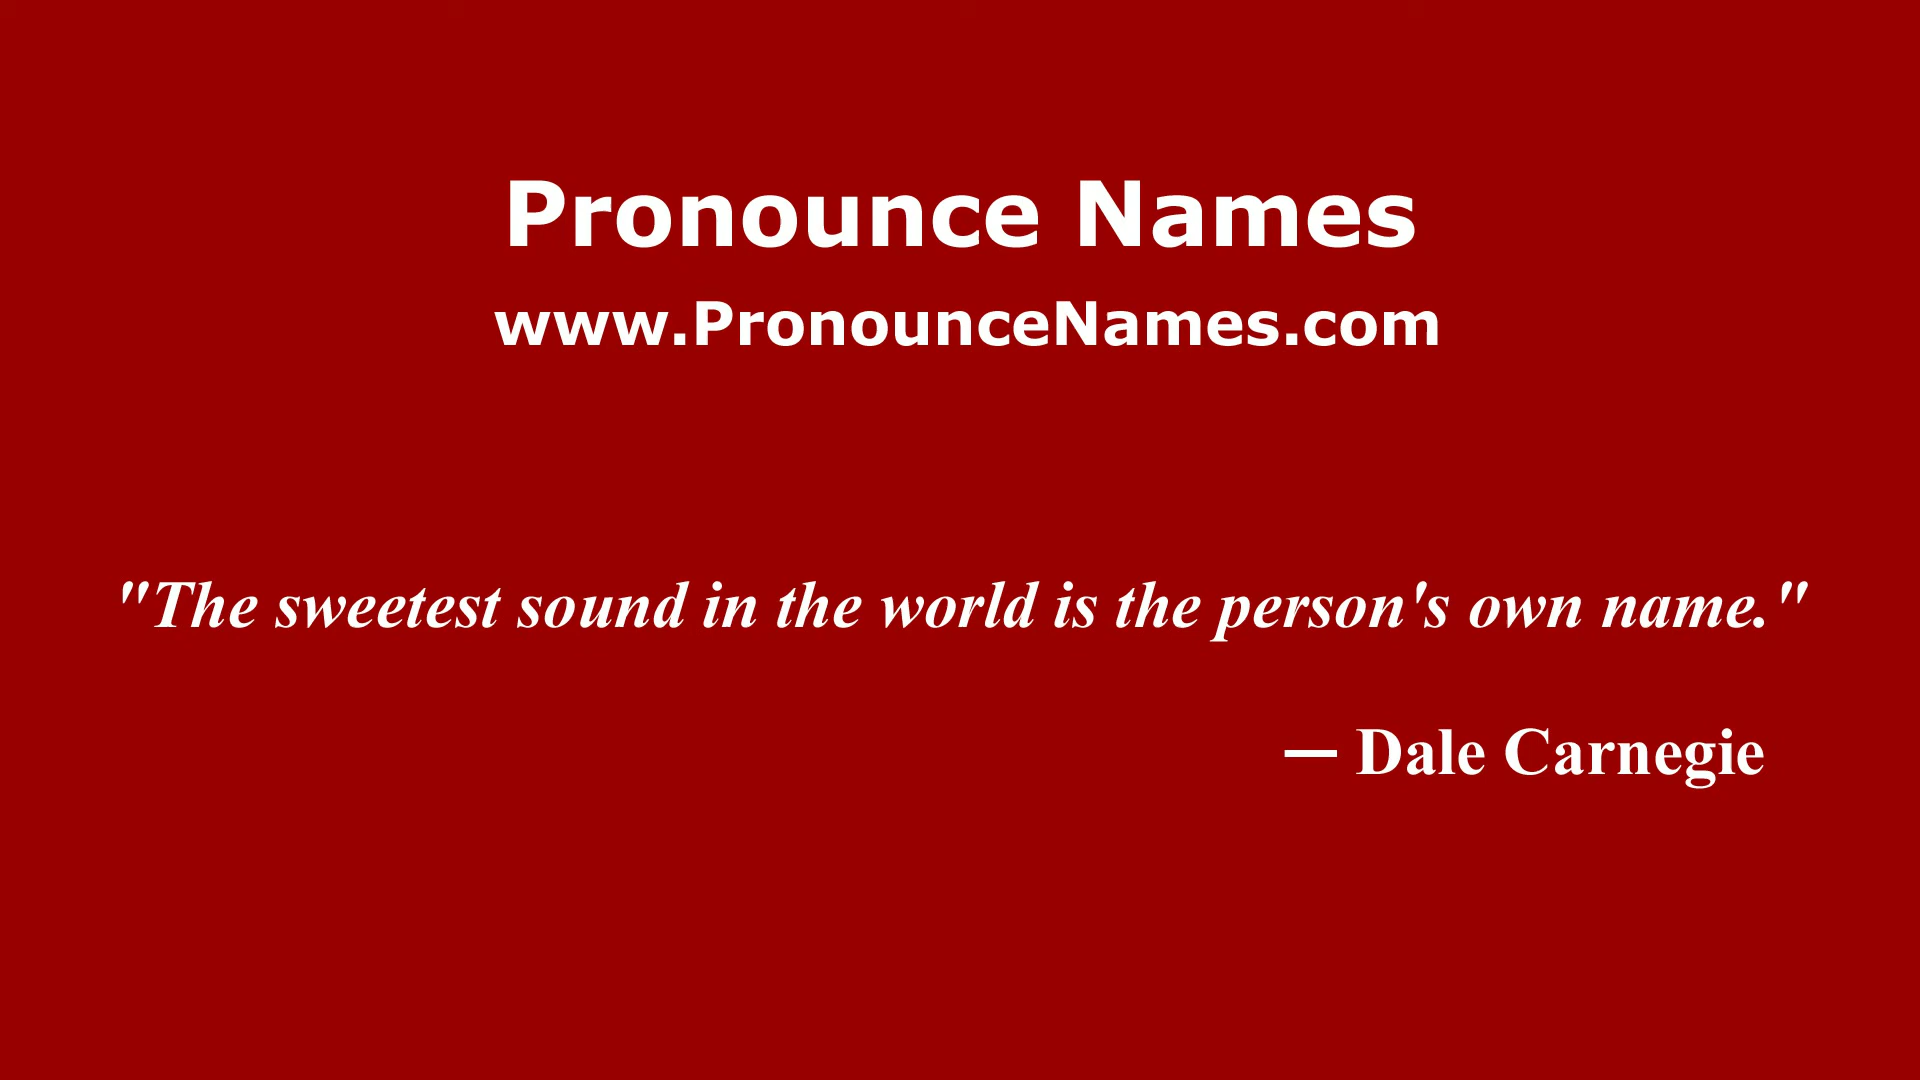 Pronounce Names
www.PronounceNames.com
"The sweetest sound in the world is the person's own name."
— Dale Carnegie